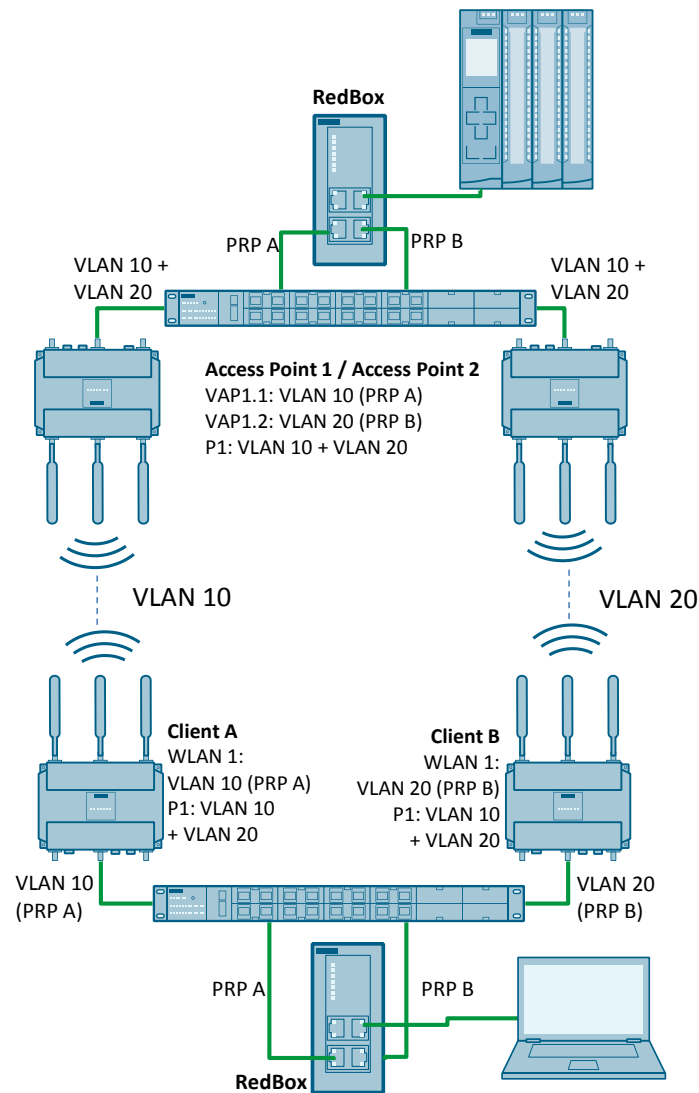 RedBox
PRP A
PRP B
VLAN 10 +
VLAN 20
VLAN 10 +
VLAN 20
Access Point 1 / Access Point 2
VAP1.1: VLAN 10 (PRP A)
VAP1.2: VLAN 20 (PRP B)
P1: VLAN 10 + VLAN 20
VLAN 10
VLAN 20
Client A
WLAN 1:
VLAN 10 (PRP A)
P1: VLAN 10
+ VLAN 20
Client B
WLAN 1:
VLAN 20 (PRP B)
P1: VLAN 10
+ VLAN 20
VLAN 10
(PRP A)
VLAN 20
(PRP B)
PRP A
PRP B
RedBox